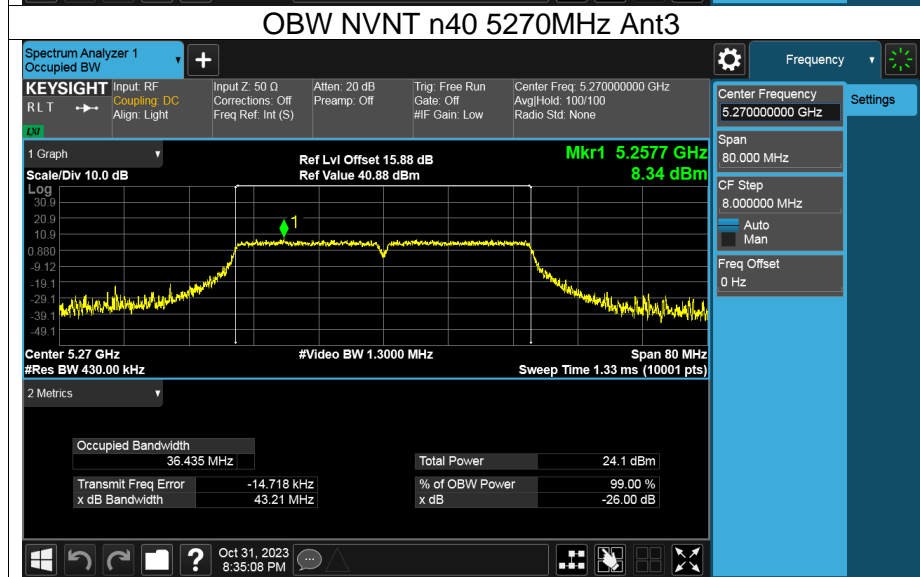 OBW NVNT n40 5270MHz Ant3
Spectrum Analyzer 1
Occupied BW
+
Frequency
KEYSIGHT
Input: RF
Input Z: 50 Ω
Atten: 20 dB
Trig: Free Run
Center Freq: 5.270000000 GHz
RLT
Coupling: DC
Corrections: Off
Preamp: Off
Gate: Off
Avg|Hold: 100/100
Align: Light
Freq Ref: Int (S)
#IF Gain: Low
Radio Std: None
LXI
Center Frequency
5.270000000 GHz
Settings
Span
80.000 MHz
CF Step
8.000000 MHz
Auto
Man
Freq Offset
0 Hz
1 Graph
Ref Lvl Offset 15.88 dB
Mkr1 5.2577 GHz
Scale/Div 10.0 dB
Ref Value 40.88 dBm
8.34 dBm
Log
30.9
20.9
10.9
0.880
-9.12
-19.1
-29.1
-39.1
-49.1
1
Center 5.27 GHz
#Video BW 1.3000 MHz
Span 80 MHz
#Res BW 430.00 kHz
Sweep Time 1.33 ms (10001 pts)
2 Metrics
Occupied Bandwidth
36.435 MHz
Total Power 24.1 dBm
Transmit Freq Error -14.718 kHz
% of OBW Power 99.00 %
x dB Bandwidth 43.21 MHz
x dB -26.00 dB
?
Oct 31, 2023
8:35:08 PM